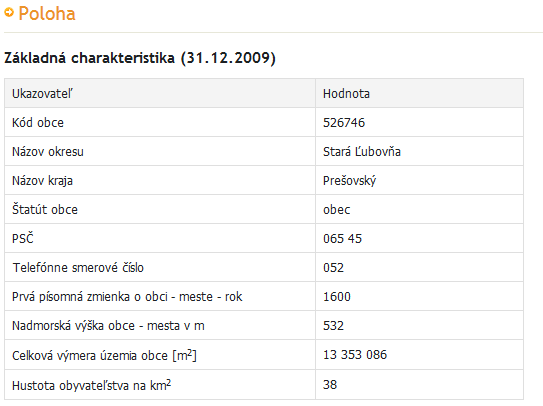 Poloha
Základná charakteristika (31.12.2009)
Ukazovateľ Hodnota
Kód obce 526746
Názov okresu Stará Ľubovňa
Názov kraja Prešovský
Štatút obce obec
PSČ 065 45
Telefónne smerové číslo 052
Prvá písomná zmienka o obci - meste - rok 1600
Nadmorská výška obce - mesta v m 532
Celková výmera územia obce [m²] 13 353 086
Hustota obyvateľstva na km² 38